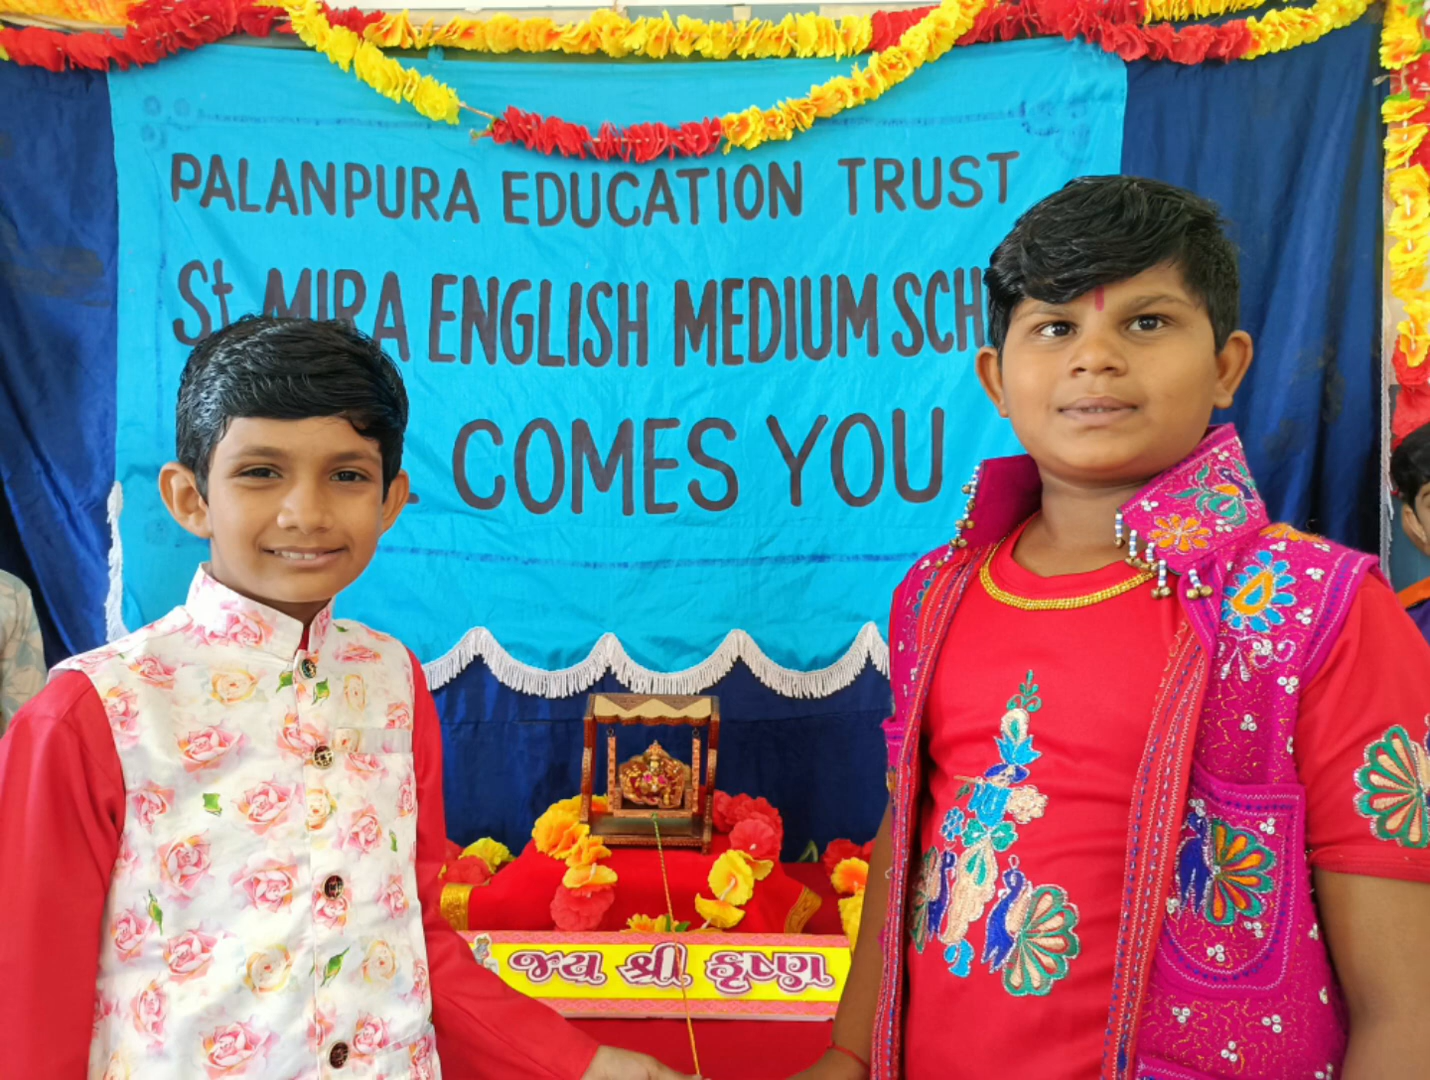 PALANPURA EDUCATION TRUST
St MIRA ENGLISH MEDIUM SCH
COMES YOU
જય શ્રી કૃષ્ણ